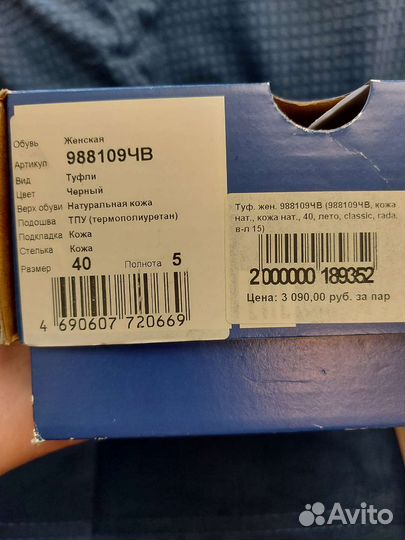 Обувь Женская
Артикул 988109ЧВ
Вид Туфли
Цвет Черный
Верх обуви Натуральная кожа
Подошва ТПУ (термополиуретан)
Подкладка Кожа
Стелька Кожа
Размер 40 Полнота 5
4 690607 720669
Туф. жен. 988109ЧВ (988109ЧВ, кожа
нат., кожа нат., 40, лето, classic, rada,
в-л 15)
2000000 189352
Цена: 3 090,00 руб. за пар
Avito